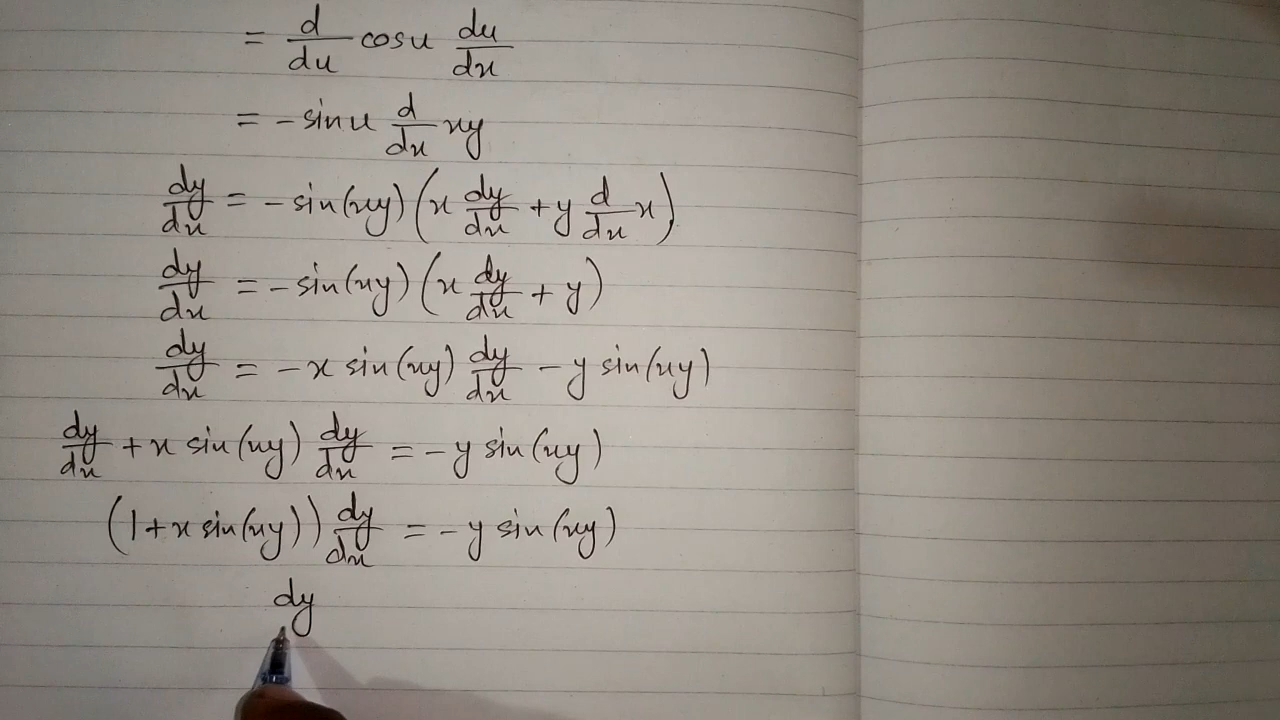 = d/du cosu du/dx
= -sinu d/dx xy
dy/dx = -sin(xy)(x dy/dx + y d/dx x)
dy/dx = -sin(xy)(x dy/dx + y)
dy/dx = -x sin(xy) dy/dx - y sin(xy)
dy/dx + x sin(xy) dy/dx = -y sin(xy)
(1+x sin(xy)) dy/dx = -y sin(xy)
dy